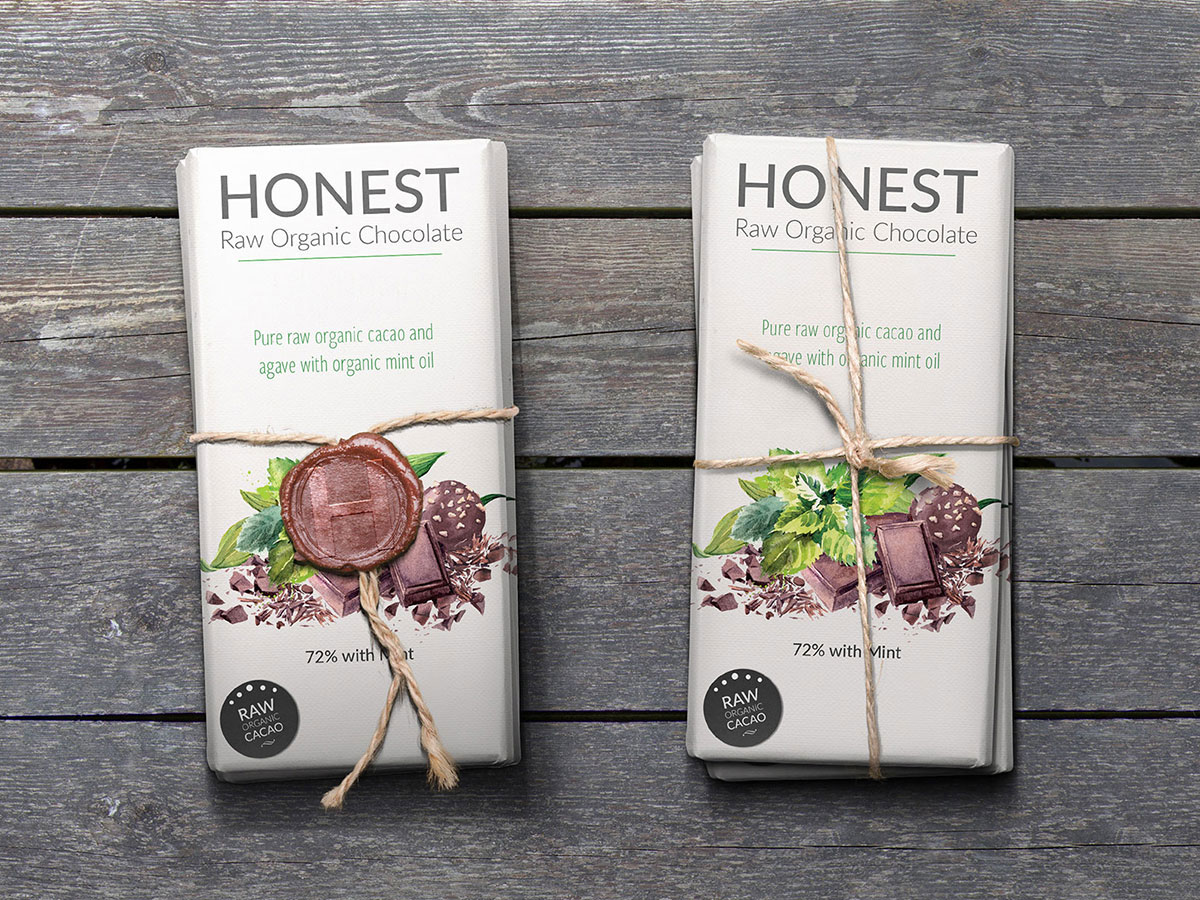 HONEST
Raw Organic Chocolate
Pure raw organic cacao and
agave with organic mint oil
H
72% with Mint
RAW
ORGANIC
CACAO
HONEST
Raw Organic Chocolate
Pure raw organic cacao and
agave with organic mint oil
72% with Mint
RAW
ORGANIC
CACAO